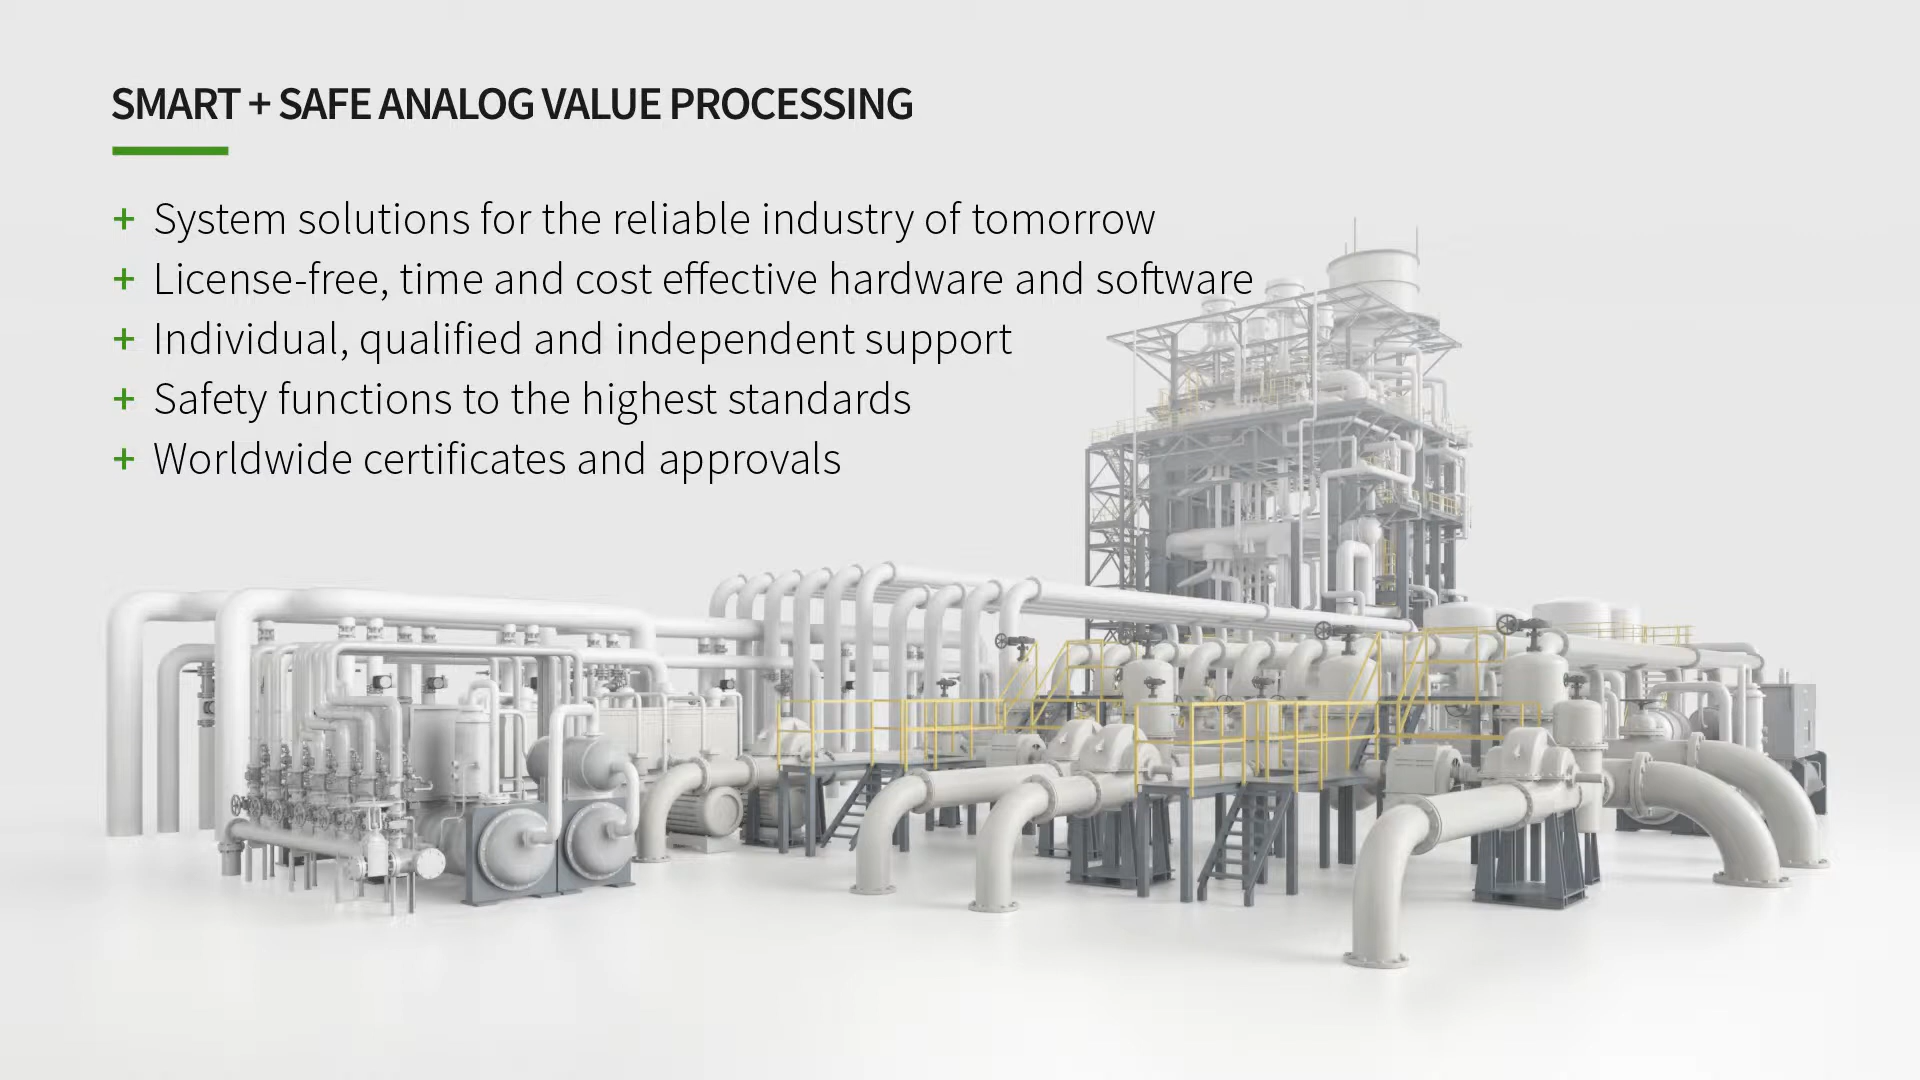 SMART + SAFE ANALOG VALUE PROCESSING
+ System solutions for the reliable industry of tomorrow
+ License-free, time and cost effective hardware and software
+ Individual, qualified and independent support
+ Safety functions to the highest standards
+ Worldwide certificates and approvals